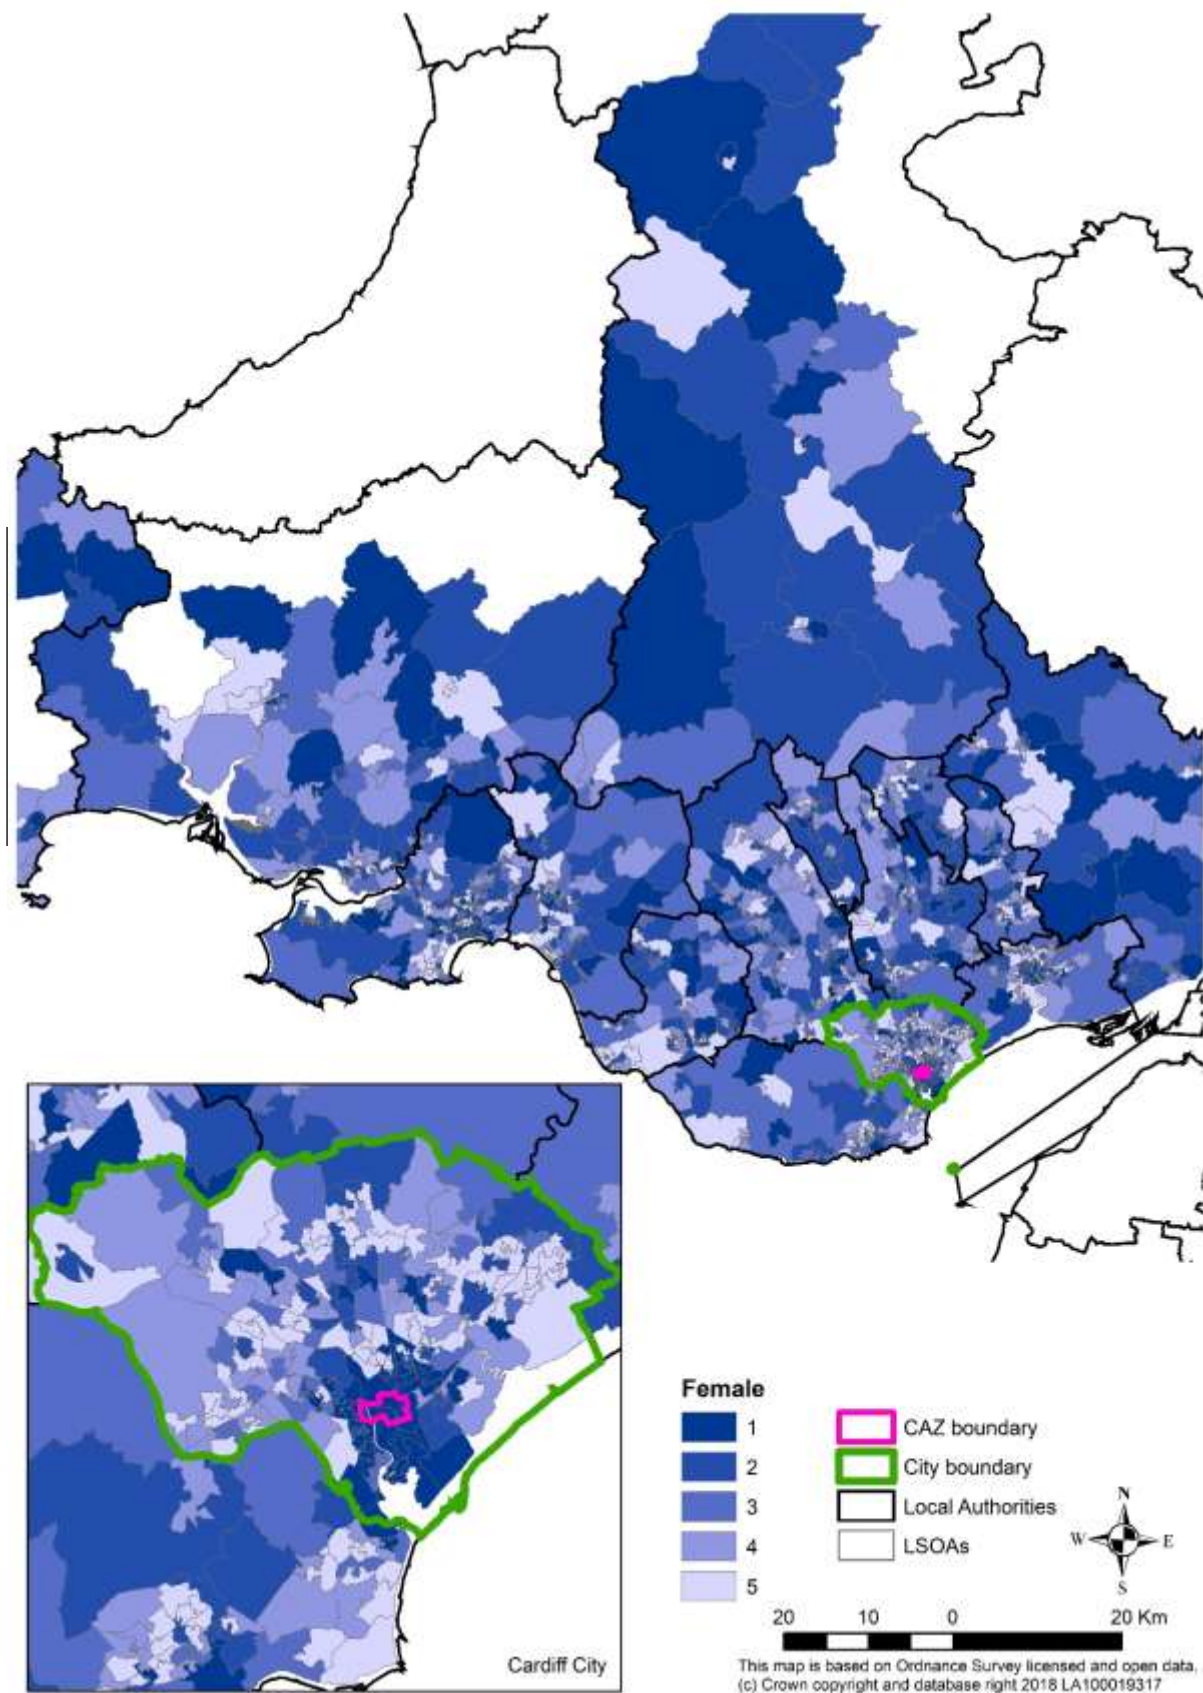 Cardiff City
Female
1
2
3
4
5
CAZ boundary
City boundary
Local Authorities
LSOAs
N
W
E
S
20 10 0 20 Km
This map is based on Ordnance Survey licensed and open data.
(c) Crown copyright and database right 2018 LA100019317